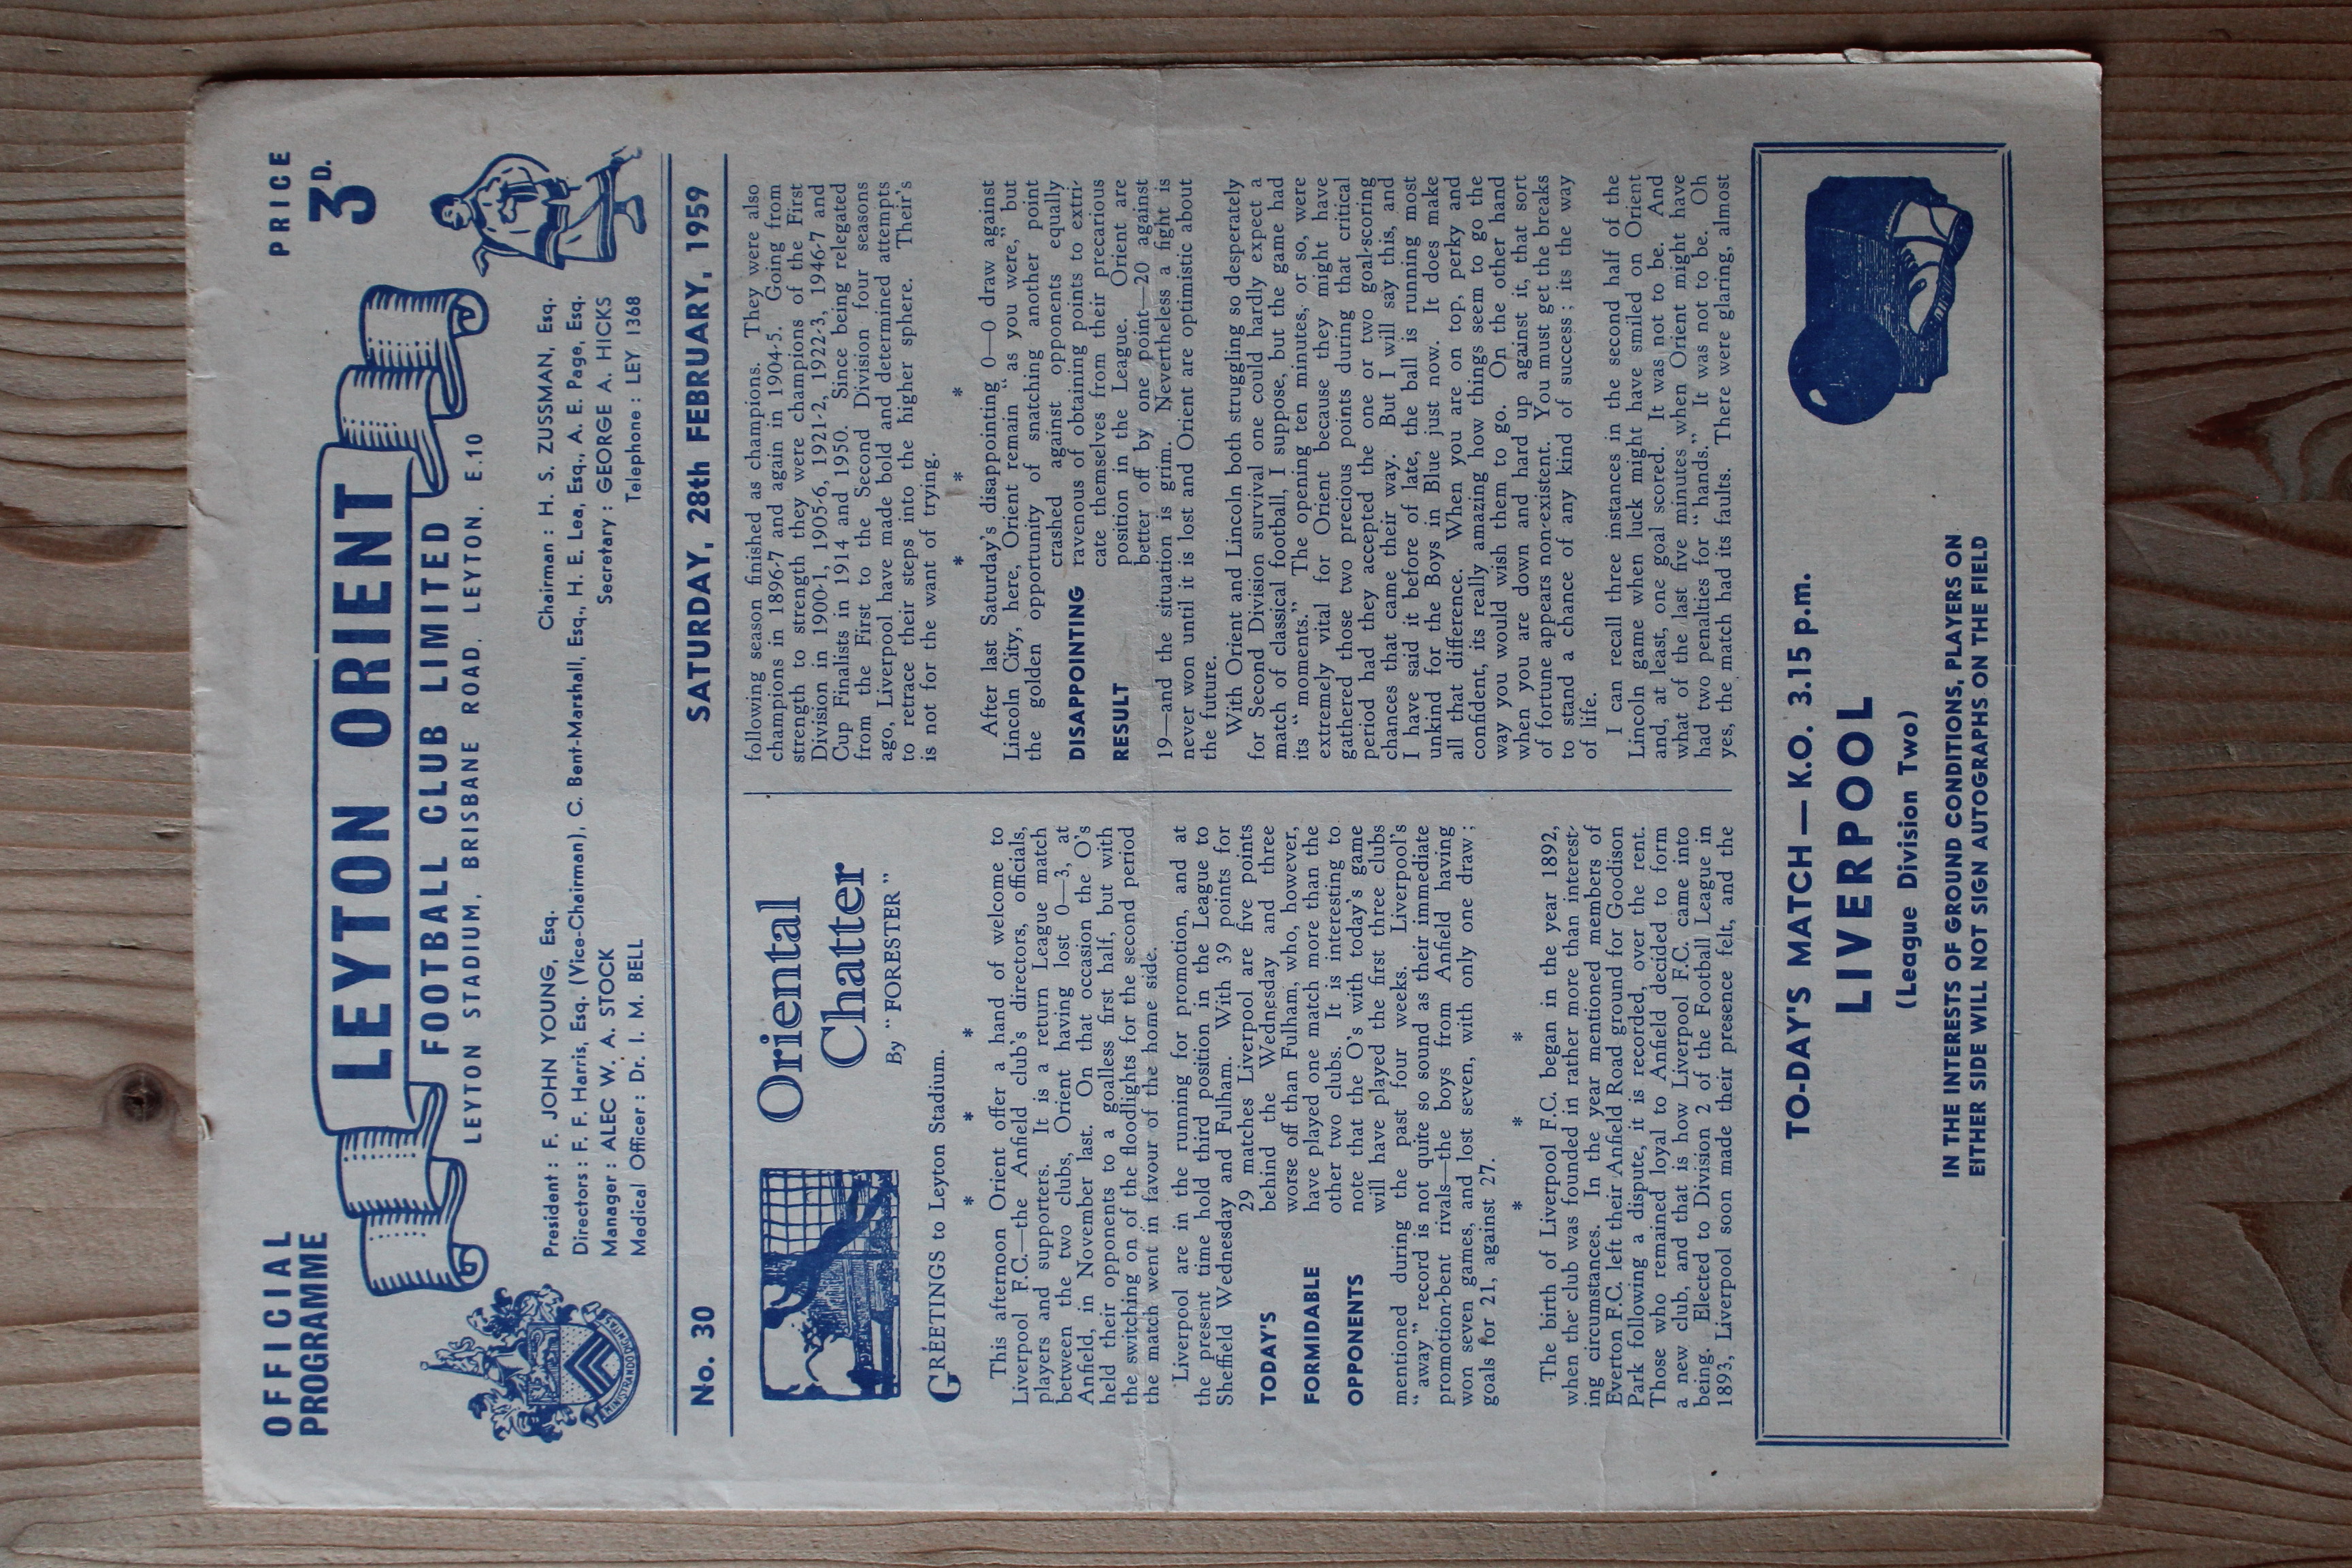 OFFICIAL
PROGRAMME
PRICE
3D.
LEYTON ORIENT
FOOTBALL CLUB LIMITED
LEYTON STADIUM, BRISBANE ROAD, LEYTON, E.10
MINISTRANDO DIGNITAS
President : F. JOHN YOUNG, Esq. Chairman : H. S. ZUSSMAN, Esq.
Directors : F. F. Harris, Esq. (Vice-Chairman), C. Bent-Marshall, Esq., H. E. Lea, Esq., A. E. Page, Esq.
Manager : ALEC W. A. STOCK Secretary : GEORGE A. HICKS
Medical Officer : Dr. I. M. BELL Telephone : LEY 1368
No. 30 SATURDAY, 28th FEBRUARY, 1959
Oriental
Chatter
By “ FORESTER ”
GREETINGS to Leyton Stadium.
* * *
This afternoon Orient offer a hand of welcome to
Liverpool F.C.—the Anfield club's directors, officials,
players and supporters. It is a return League match
between the two clubs, Orient having lost 0—3, at
Anfield, in November last. On that occasion the O's
held their opponents to a goalless first half, but with
the switching on of the floodlights for the second period
the match went in favour of the home side.
Liverpool are in the running for promotion, and at
the present time hold third position in the League to
Sheffield Wednesday and Fulham. With 39 points for
29 matches Liverpool are five points
TODAY'S behind the Wednesday and three
worse off than Fulham, who, however,
FORMIDABLE have played one match more than the
other two clubs. It is interesting to
OPPONENTS note that the O's with today's game
will have played the first three clubs
mentioned during the past four weeks. Liverpool's
“ away ” record is not quite so sound as their immediate
promotion-bent rivals—the boys from Anfield having
won seven games, and lost seven, with only one draw ;
goals for 21, against 27.
* * *
The birth of Liverpool F.C. began in the year 1892,
when the club was founded in rather more than interest-
ing circumstances. In the year mentioned members of
Everton F.C. left their Anfield Road ground for Goodison
Park following a dispute, it is recorded, over the rent.
Those who remained loyal to Anfield decided to form
a new club, and that is how Liverpool F.C. came into
being. Elected to Division 2 of the Football League in
1893, Liverpool soon made their presence felt, and the
following season finished as champions. They were also
champions in 1896-7 and again in 1904-5. Going from
strength to strength they were champions of the First
Division in 1900-1, 1905-6, 1921-2, 1922-3, 1946-7 and
Cup Finalists in 1914 and 1950. Since being relegated
from the First to the Second Division four seasons
ago, Liverpool have made bold and determined attempts
to retrace their steps into the higher sphere. Their's
is not for the want of trying.
* * *
After last Saturday's disappointing 0—0 draw against
Lincoln City, here, Orient remain “ as you were,” but
the golden opportunity of snatching another point
crashed against opponents equally
DISAPPOINTING ravenous of obtaining points to extri-
cate themselves from their precarious
RESULT position in the League. Orient are
better off by one point—20 against
19—and the situation is grim. Nevertheless a fight is
never won until it is lost and Orient are optimistic about
the future.
With Orient and Lincoln both struggling so desperately
for Second Division survival one could hardly expect a
match of classical football, I suppose, but the game had
its “ moments.” The opening ten minutes, or so, were
extremely vital for Orient because they might have
gathered those two precious points during that critical
period had they accepted the one or two goal-scoring
chances that came their way. But I will say this, and
I have said it before of late, the ball is running most
unkind for the Boys in Blue just now. It does make
all that difference. When you are on top, perky and
confident, its really amazing how things seem to go the
way you would wish them to go. On the other hand
when you are down and hard up against it, that sort
of fortune appears non-existent. You must get the breaks
to stand a chance of any kind of success ; its the way
of life.
I can recall three instances in the second half of the
Lincoln game when luck might have smiled on Orient
and, at least, one goal scored. It was not to be. And
what of the last five minutes when Orient might have
had two penalties for “ hands.” It was not to be. Oh
yes, the match had its faults. There were glaring, almost
TO-DAY'S MATCH — K.O. 3.15 p.m.
LIVERPOOL
(League Division Two)
IN THE INTERESTS OF GROUND CONDITIONS, PLAYERS ON
EITHER SIDE WILL NOT SIGN AUTOGRAPHS ON THE FIELD